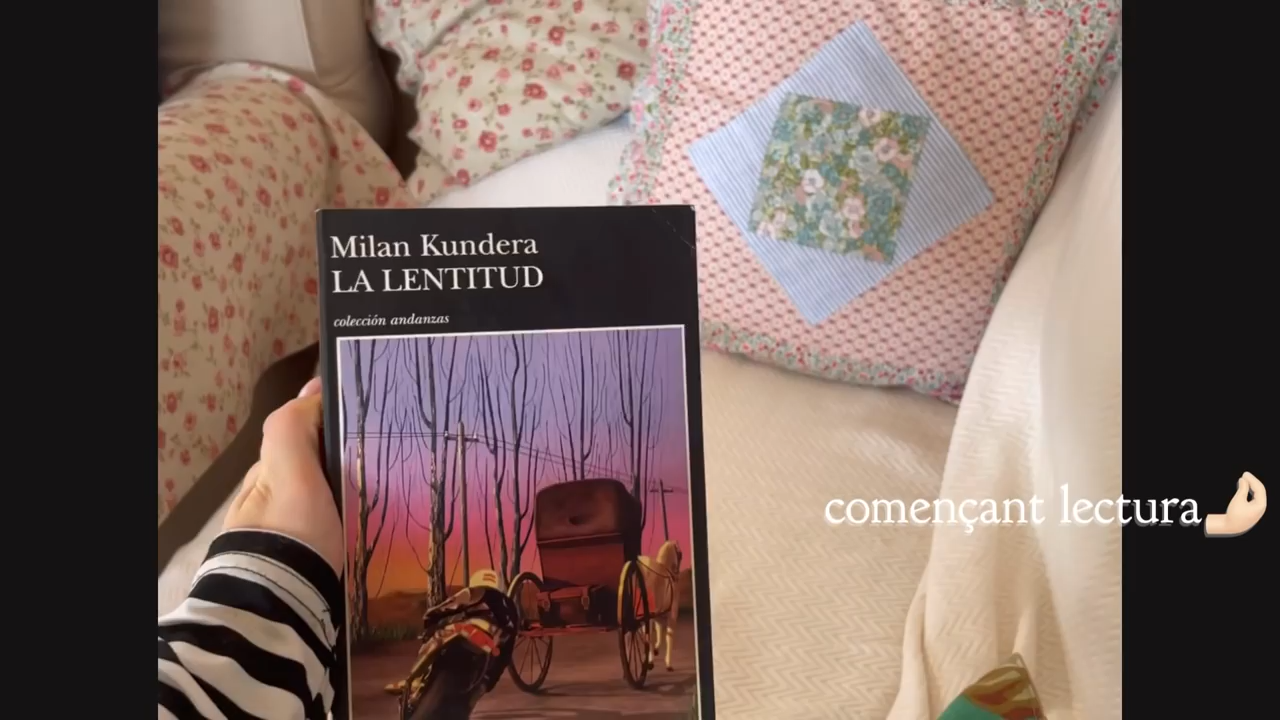 Milan Kundera
LA LENTITUD
colección andanzas
començant lectura🤌🏻